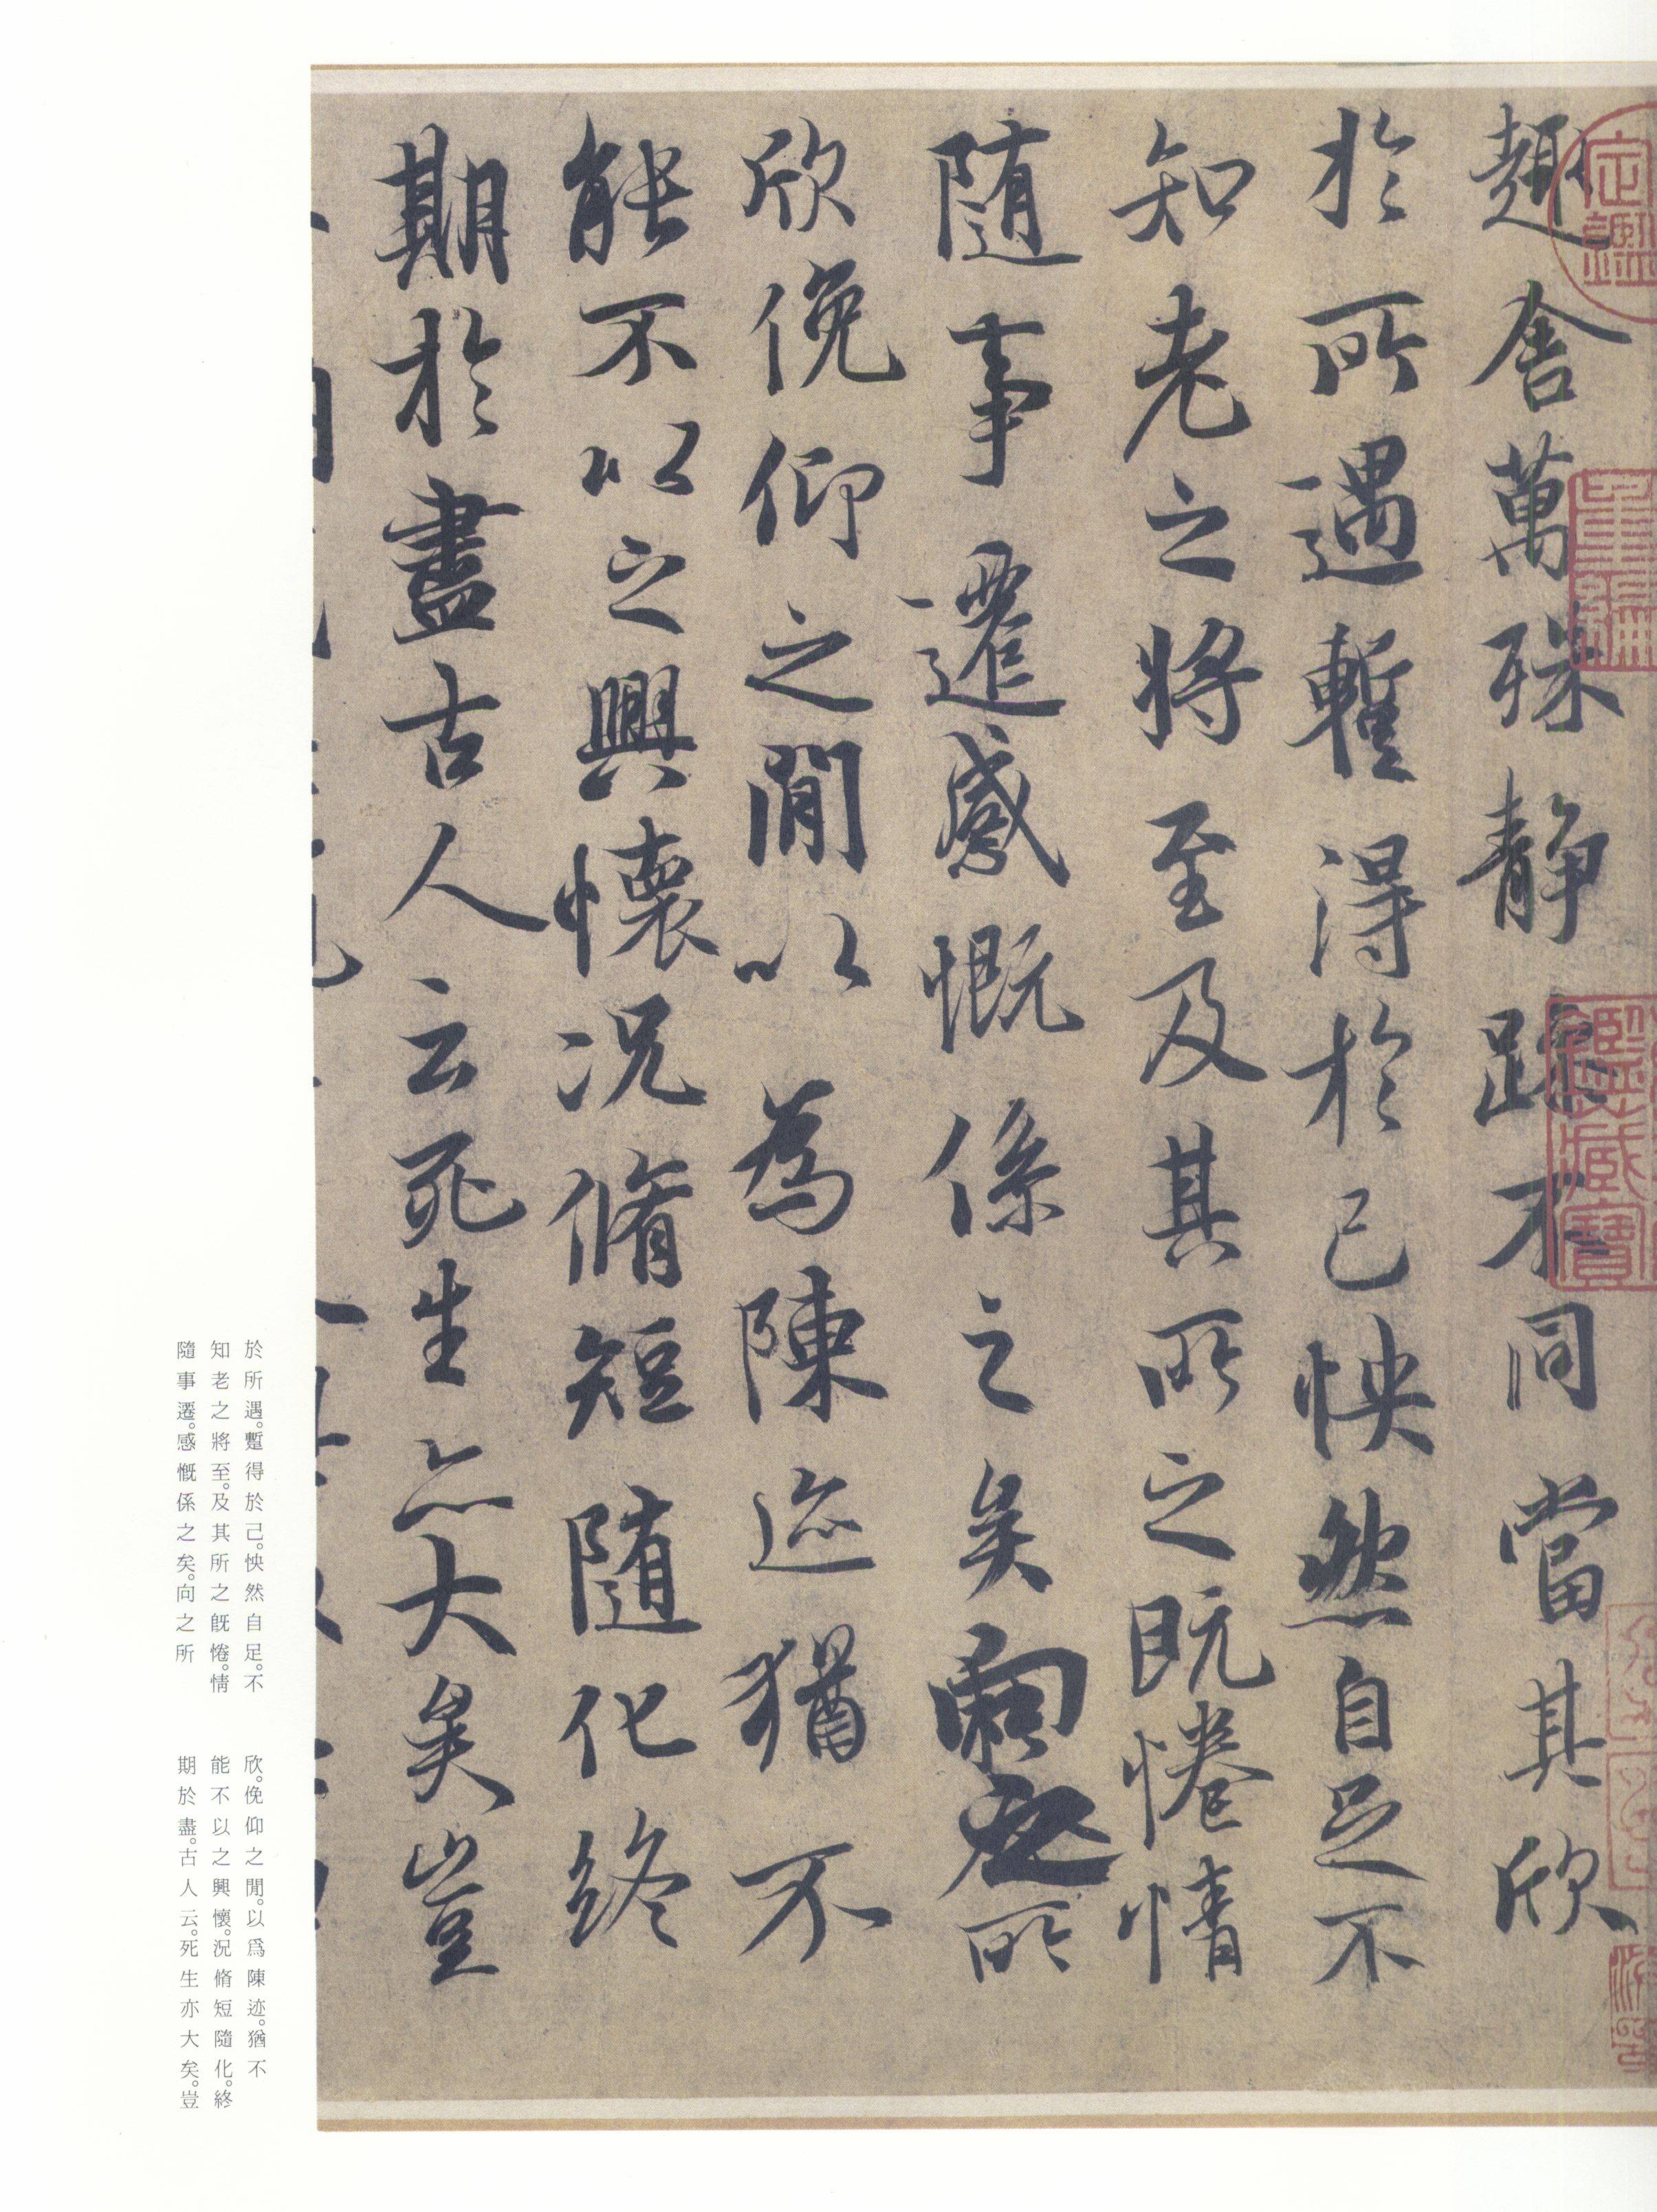 趣舍萬殊静躁不同當其欣
於所遇暫得於己怏然自足不
知老之將至及其所之既惓情
随事遷感慨係之矣向之所
欣俛仰之閒以為陳迹猶不
能不以之興懷況脩短随化終
期於盡古人云死生亦大矣豈
於所遇。蹔得於己。怏然自足。不
知老之將至。及其所之既惓。情
隨事遷。感慨係之矣。向之所
欣。俛仰之閒。以爲陳迹。猶不
能不以之興懷。況脩短隨化。終
期於盡。古人云。死生亦大矣。豈